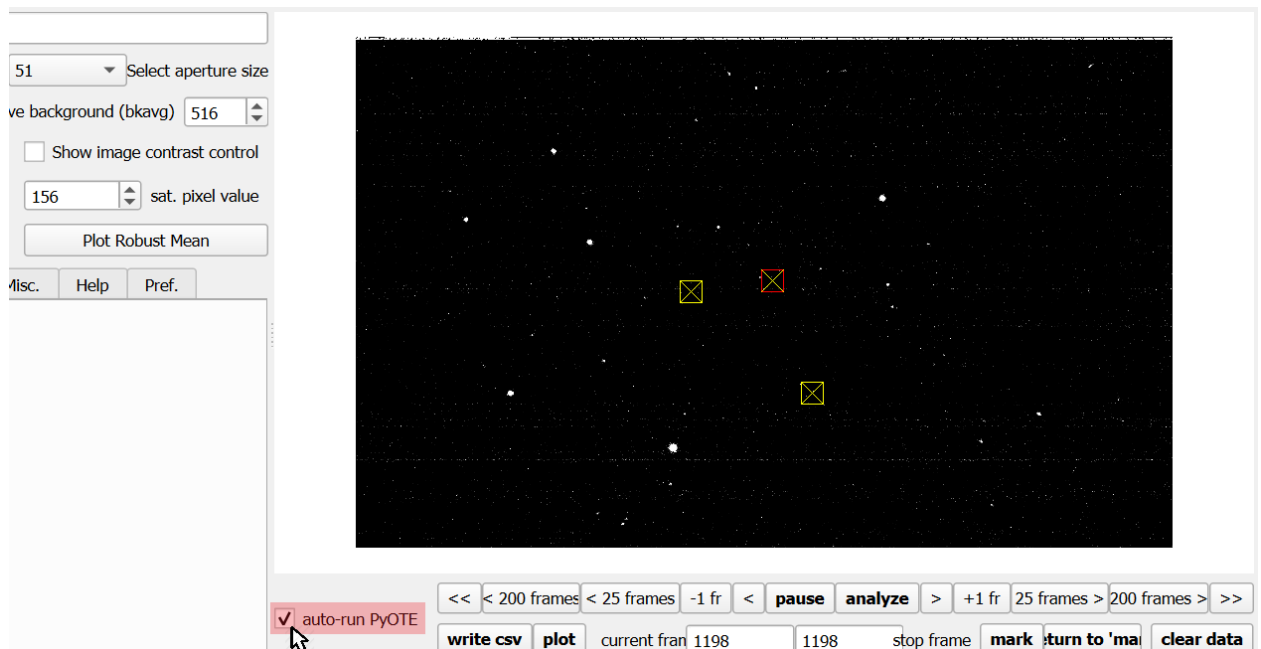 51 Select aperture size
ve background (bkavg) 516
Show image contrast control
156 sat. pixel value
Plot Robust Mean
Misc. Help Pref.
<< < 200 frames < 25 frames -1 fr < pause analyze > +1 fr 25 frames > 200 frames > >>
auto-run PyOTE
write csv plot current fran 1198 1198 stop frame mark eturn to 'mar clear data